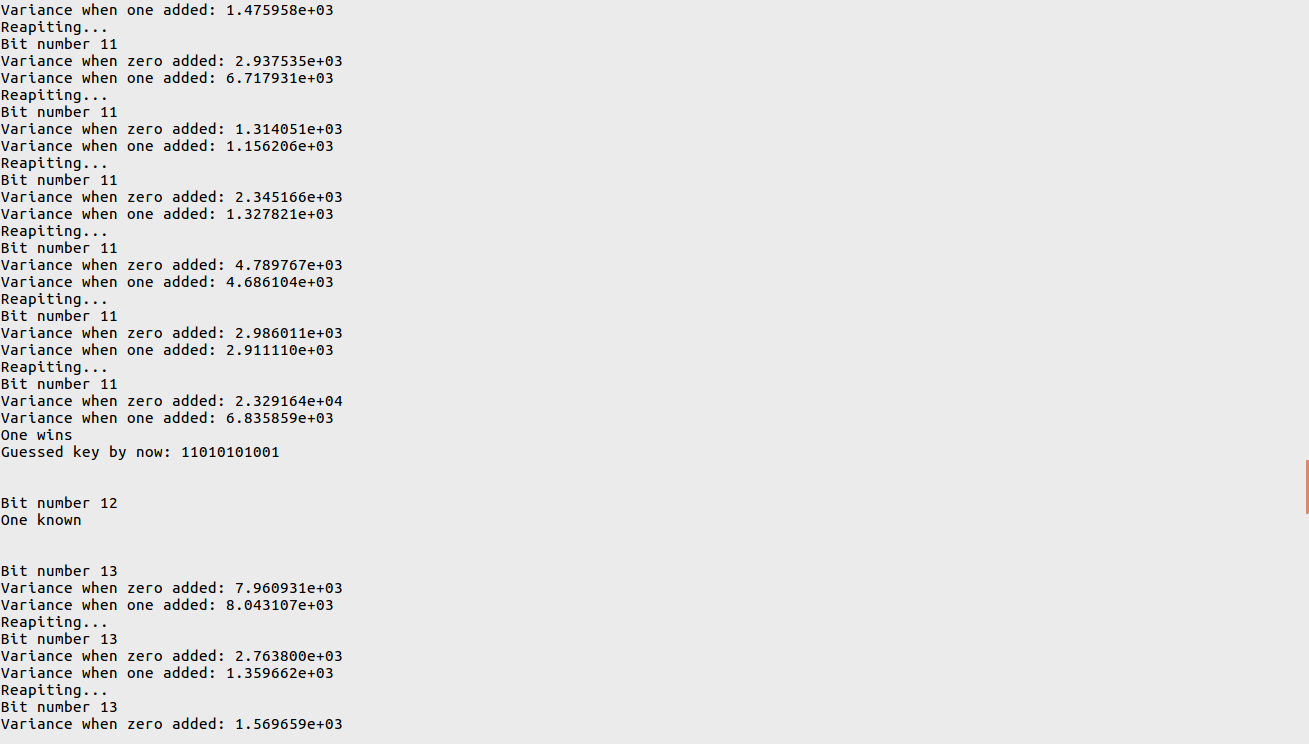 Variance when one added: 1.475958e+03
Reapiting...
Bit number 11
Variance when zero added: 2.937535e+03
Variance when one added: 6.717931e+03
Reapiting...
Bit number 11
Variance when zero added: 1.314051e+03
Variance when one added: 1.156206e+03
Reapiting...
Bit number 11
Variance when zero added: 2.345166e+03
Variance when one added: 1.327821e+03
Reapiting...
Bit number 11
Variance when zero added: 4.789767e+03
Variance when one added: 4.686104e+03
Reapiting...
Bit number 11
Variance when zero added: 2.986011e+03
Variance when one added: 2.911110e+03
Reapiting...
Bit number 11
Variance when zero added: 2.329164e+04
Variance when one added: 6.835859e+03
One wins
Guessed key by now: 11010101001
Bit number 12
One known
Bit number 13
Variance when zero added: 7.960931e+03
Variance when one added: 8.043107e+03
Reapiting...
Bit number 13
Variance when zero added: 2.763800e+03
Variance when one added: 1.359662e+03
Reapiting...
Bit number 13
Variance when zero added: 1.569659e+03